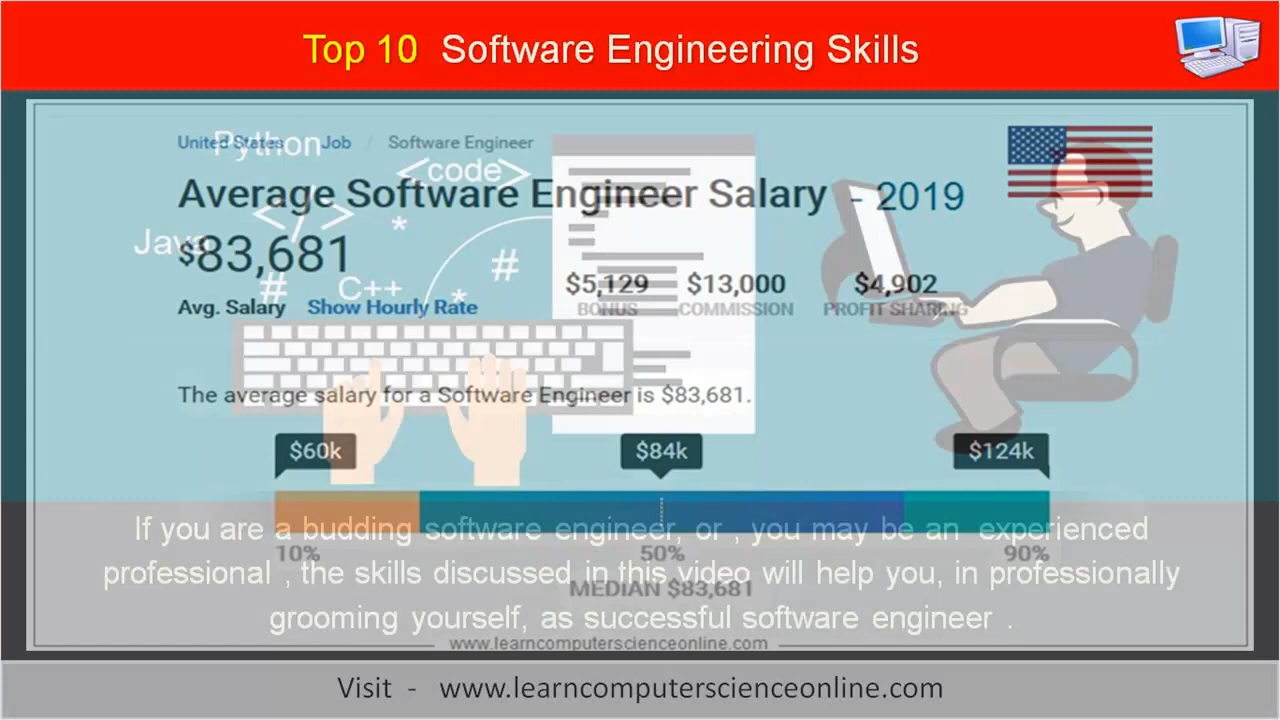 Top 10 Software Engineering Skills
United States Job / Software Engineer
Python
<code>
Average Software Engineer Salary - 2019
</>
*
Java
$83,681
#
#
C++
*
$5,129 $13,000 $4,902
Avg. Salary Show Hourly Rate
BONUS COMMISSION PROFIT SHARING
The average salary for a Software Engineer is $83,681.
$60k $84k $124k
If you are a budding software engineer, or , you may be an experienced
10% 50% 90%
professional , the skills discussed in this video will help you, in professionally
MEDIAN $83,681
grooming yourself, as successful software engineer .
www.learncomputerscienceonline.com
Visit - www.learncomputerscienceonline.com